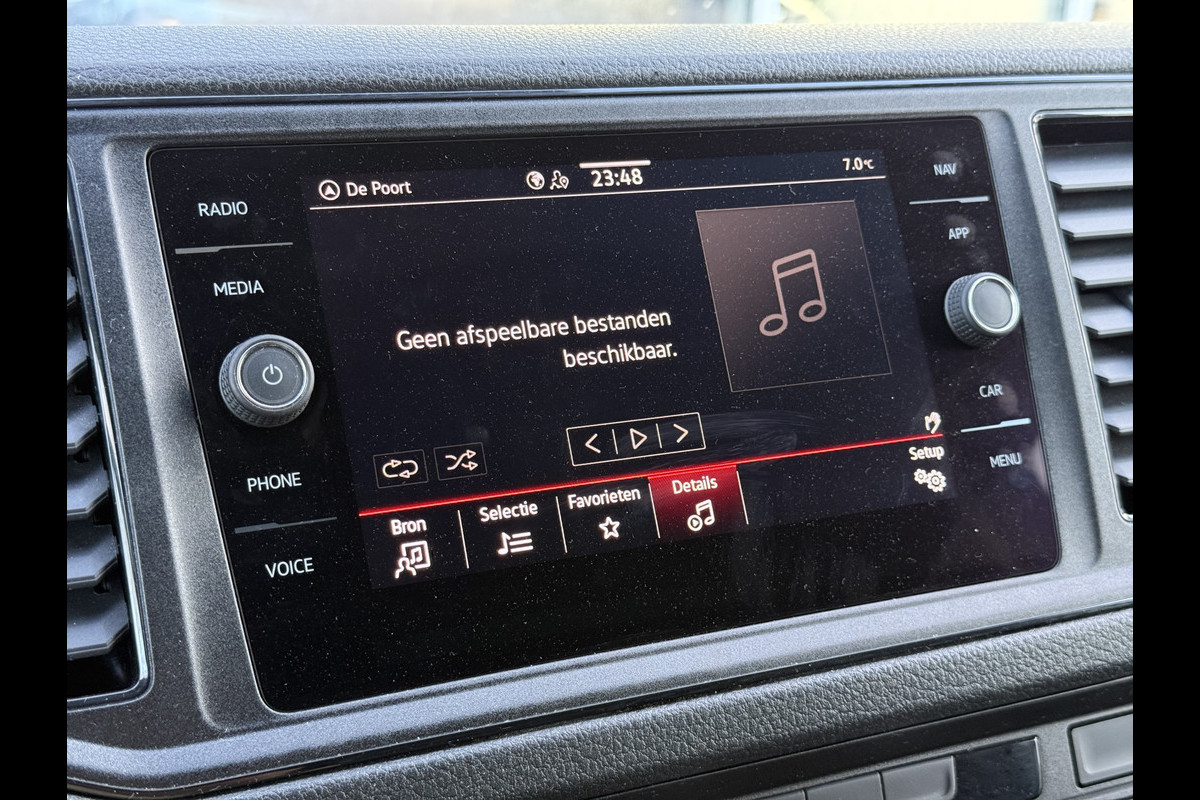 RADIO
MEDIA
PHONE
VOICE
De Poort
23:48
7.0°C
Geen afspeelbare bestanden
beschikbaar.
Bron
Selectie
Favorieten
Details
Setup
NAV
APP
CAR
MENU